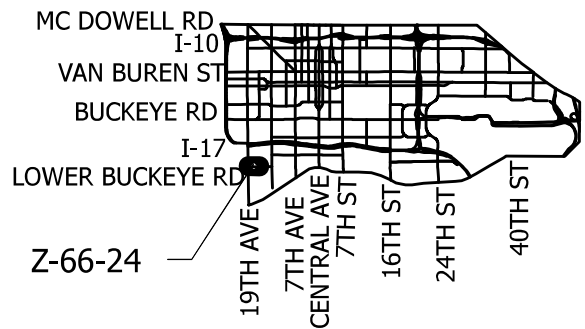 MC DOWELL RD
I-10
VAN BUREN ST
BUCKEYE RD
I-17
LOWER BUCKEYE RD
Z-66-24
19TH AVE
7TH AVE
CENTRAL AVE
7TH ST
16TH ST
24TH ST
40TH ST